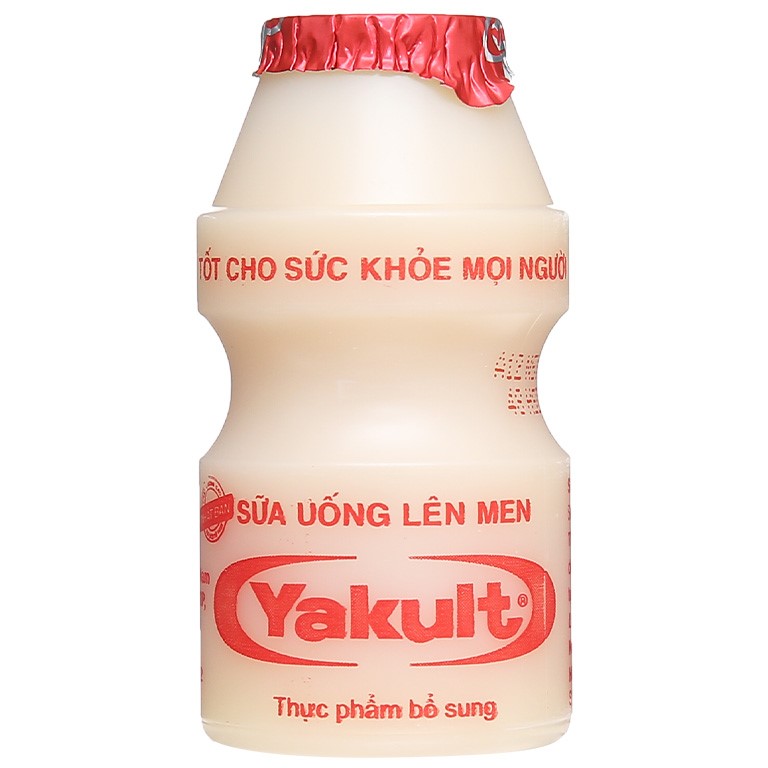 TỐT CHO SỨC KHỎE MỌI NGƯỜI
SỮA UỐNG LÊN MEN
Yakult®
Thực phẩm bổ sung